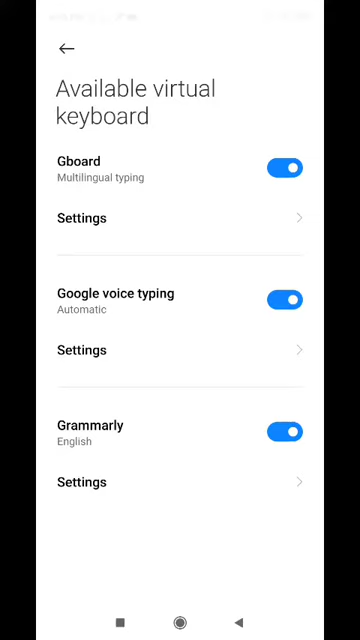 Available virtual
keyboard
Gboard
Multilingual typing
Settings
Google voice typing
Automatic
Settings
Grammarly
English
Settings